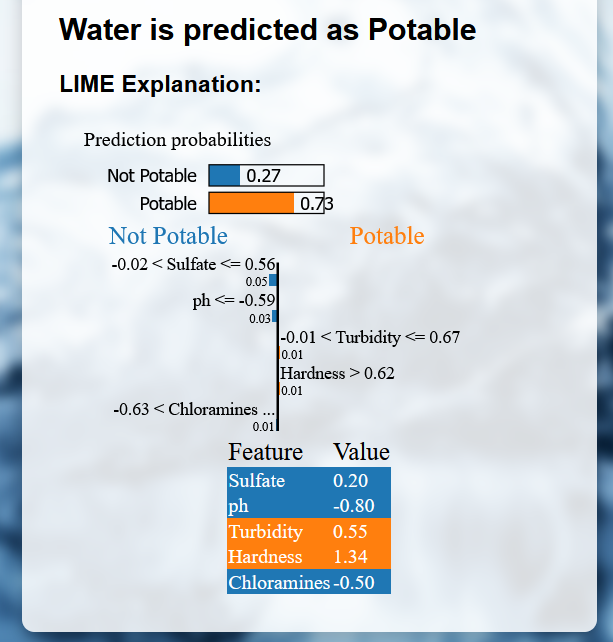 Water is predicted as Potable
LIME Explanation:
Prediction probabilities
Not Potable 0.27
Potable 0.73
Not Potable Potable
-0.02 < Sulfate <= 0.56
0.05
ph <= -0.59
0.03
-0.01 < Turbidity <= 0.67
0.01
Hardness > 0.62
0.01
-0.63 < Chloramines ...
0.01
Feature Value
Sulfate 0.20
ph -0.80
Turbidity 0.55
Hardness 1.34
Chloramines -0.50